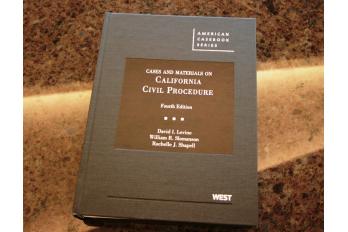 AMERICAN
CASEBOOK
SERIES
CASES AND MATERIALS ON
CALIFORNIA
CIVIL PROCEDURE
Fourth Edition
David I. Levine
William R. Slomanson
Rochelle J. Shapell
WEST